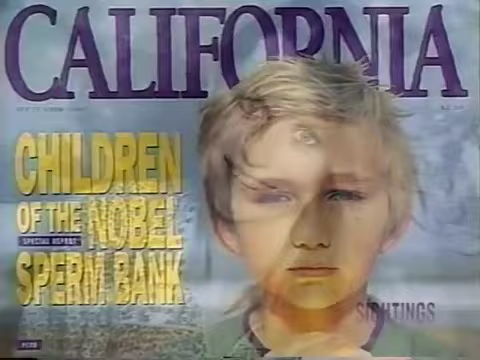 CALIFORNIA
CHILDREN
OF THE NOBEL
SPECIAL REPORT
SPERM BANK
SIGHTINGS